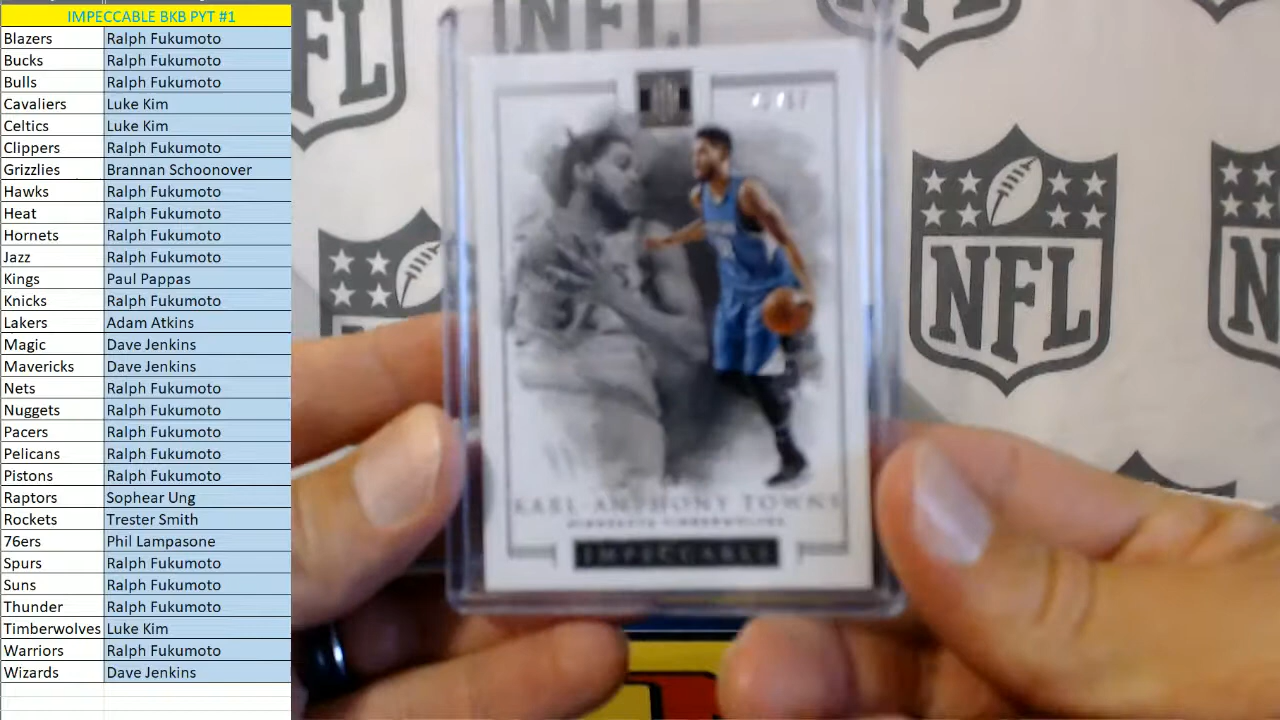 IMPECCABLE BKB PYT #1
Blazers Ralph Fukumoto
Bucks Ralph Fukumoto
Bulls Ralph Fukumoto
Cavaliers Luke Kim
Celtics Luke Kim
Clippers Ralph Fukumoto
Grizzlies Brannan Schoonover
Hawks Ralph Fukumoto
Heat Ralph Fukumoto
Hornets Ralph Fukumoto
Jazz Ralph Fukumoto
Kings Paul Pappas
Knicks Ralph Fukumoto
Lakers Adam Atkins
Magic Dave Jenkins
Mavericks Dave Jenkins
Nets Ralph Fukumoto
Nuggets Ralph Fukumoto
Pacers Ralph Fukumoto
Pelicans Ralph Fukumoto
Pistons Ralph Fukumoto
Raptors Sophear Ung
Rockets Trester Smith
76ers Phil Lampasone
Spurs Ralph Fukumoto
Suns Ralph Fukumoto
Thunder Ralph Fukumoto
Timberwolves Luke Kim
Warriors Ralph Fukumoto
Wizards Dave Jenkins
NFL
NFL
NFL
KARL-ANTHONY TOWNS
MINNESOTA TIMBERWOLVES
IMPECCABLE